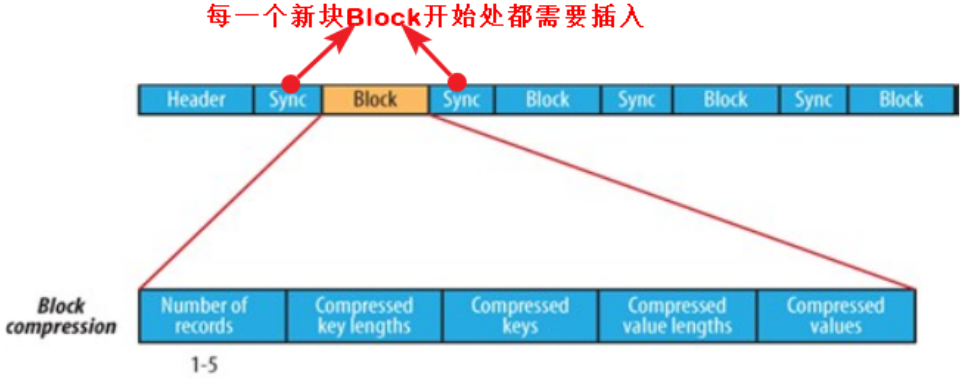 每一个新块Block开始处都需要插入
Header Sync Block Sync Block Sync Block Sync Block
Block
compression
Number of
records
Compressed
key lengths
Compressed
keys
Compressed
value lengths
Compressed
values
1-5